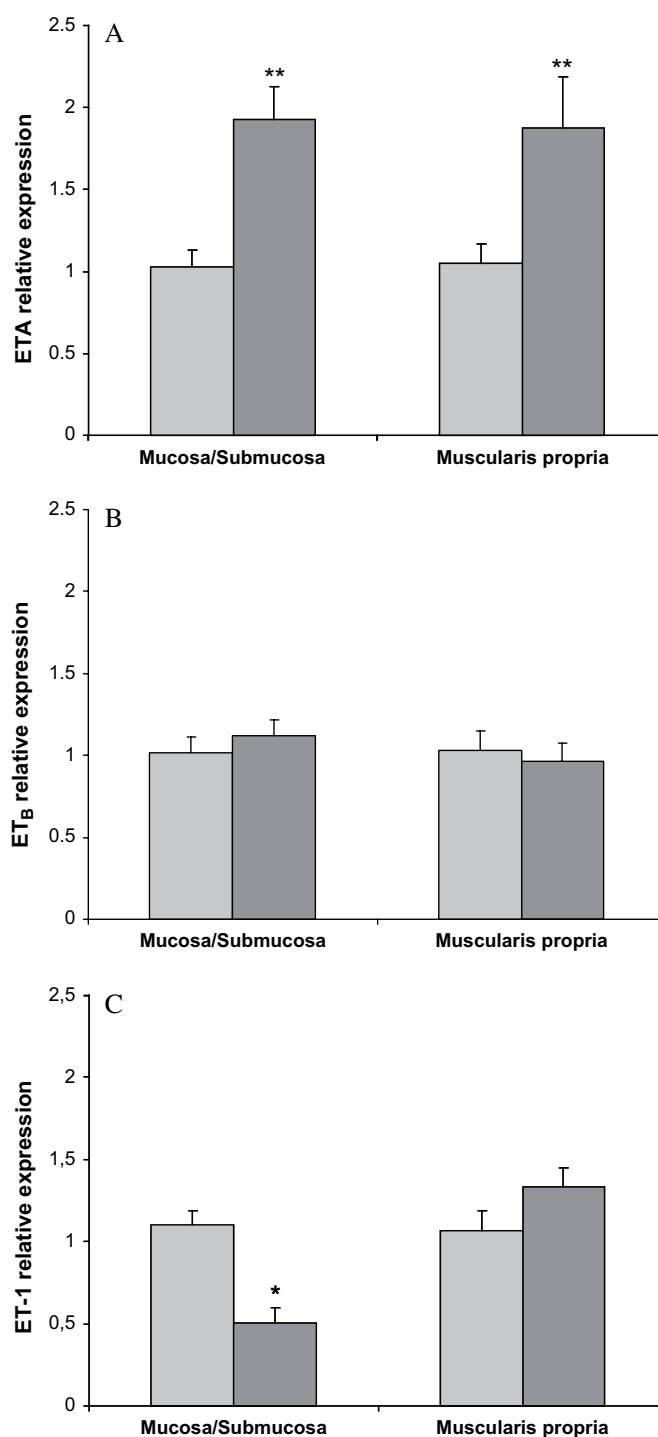 A
2.5
2
1.5
1
0.5
0
ETA relative expression
**
**
Mucosa/Submucosa
Muscularis propria
B
2.5
2
1.5
1
0.5
0
ETB relative expression
Mucosa/Submucosa
Muscularis propria
C
2,5
2
1,5
1
0,5
0
ET-1 relative expression
*
Mucosa/Submucosa
Muscularis propria